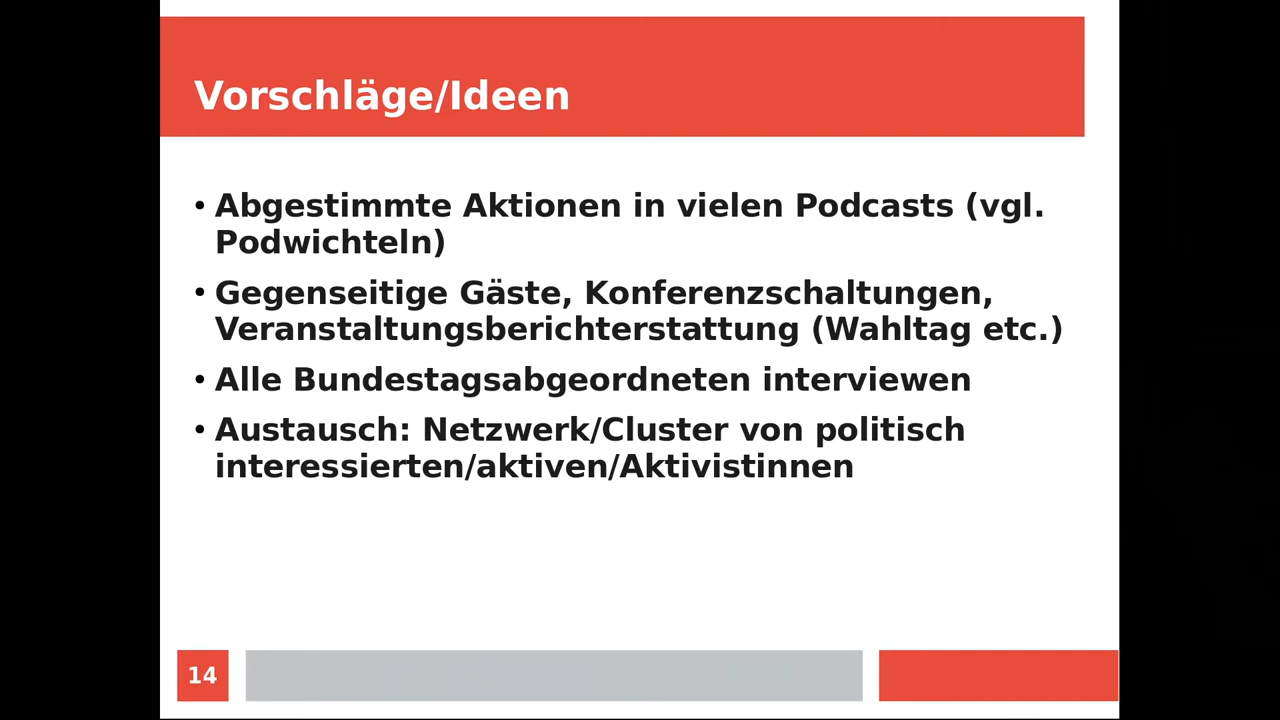 Vorschläge/Ideen
• Abgestimmte Aktionen in vielen Podcasts (vgl.
Podwichteln)
• Gegenseitige Gäste, Konferenzschaltungen,
Veranstaltungsberichterstattung (Wahltag etc.)
• Alle Bundestagsabgeordneten interviewen
• Austausch: Netzwerk/Cluster von politisch
interessierten/aktiven/Aktivistinnen
14